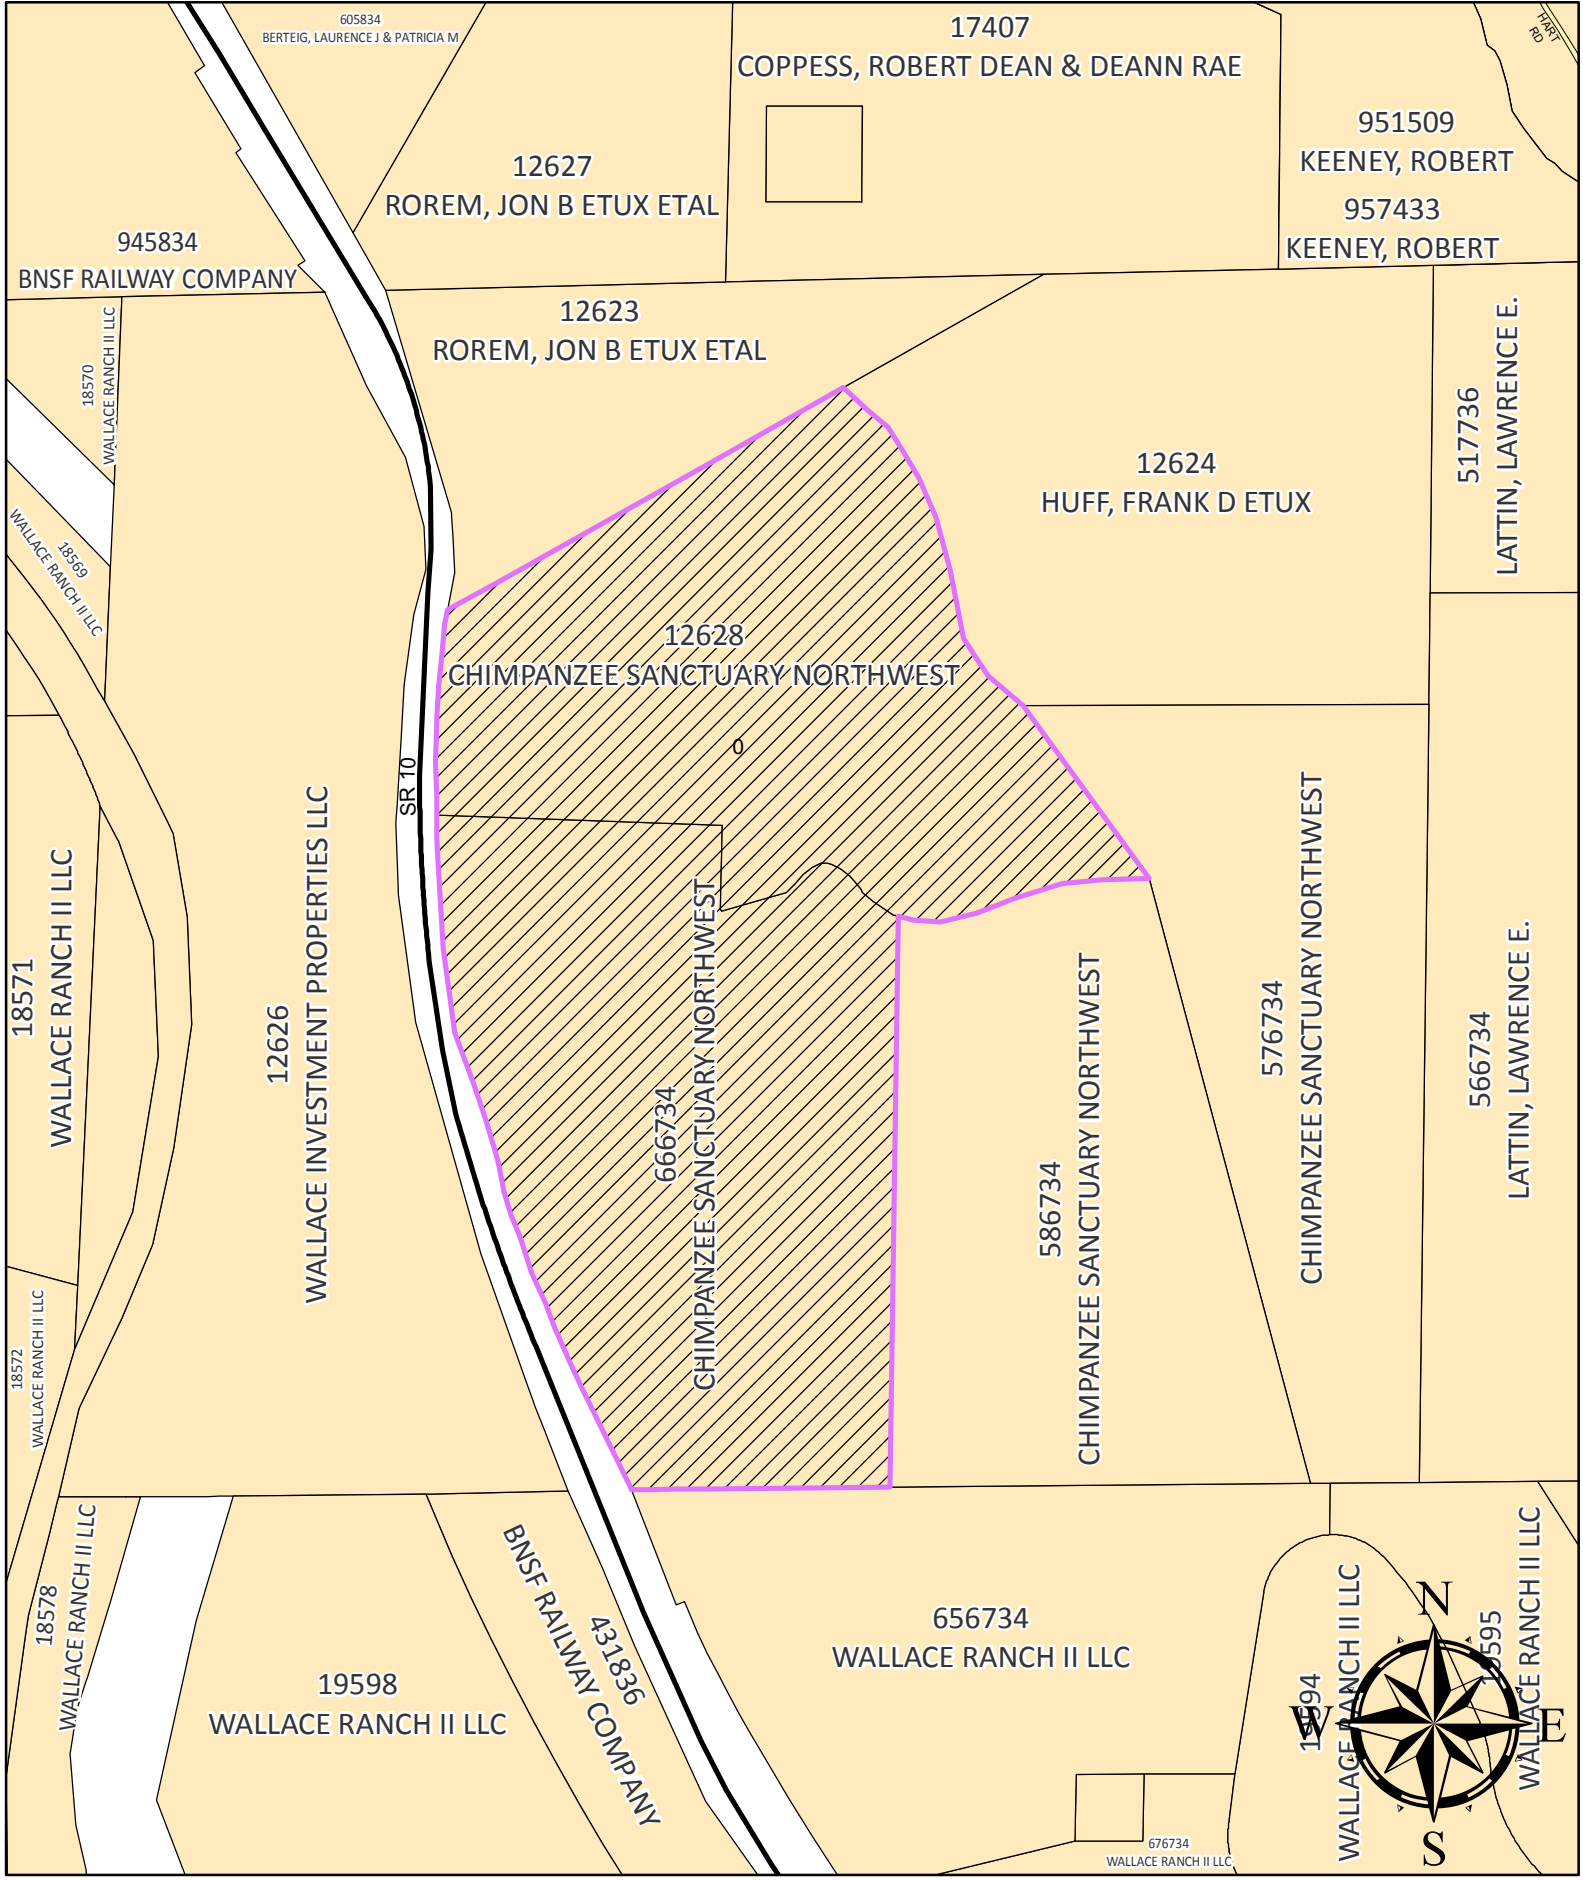 605834
BERTEIG, LAURENCE J & PATRICIA M
17407
COPPESS, ROBERT DEAN & DEANN RAE
HART
RD
951509
KEENEY, ROBERT
12627
ROREM, JON B ETUX ETAL
957433
KEENEY, ROBERT
945834
BNSF RAILWAY COMPANY
12623
ROREM, JON B ETUX ETAL
18570
WALLACE RANCH II LLC
517736
LATTIN, LAWRENCE E.
12624
HUFF, FRANK D ETUX
18569
WALLACE RANCH II LLC
12628
CHIMPANZEE SANCTUARY NORTHWEST
0
SR 10
18571
WALLACE RANCH II LLC
12626
WALLACE INVESTMENT PROPERTIES LLC
666734
CHIMPANZEE SANCTUARY NORTHWEST
586734
CHIMPANZEE SANCTUARY NORTHWEST
576734
CHIMPANZEE SANCTUARY NORTHWEST
566734
LATTIN, LAWRENCE E.
18572
WALLACE RANCH II LLC
18578
WALLACE RANCH II LLC
19598
WALLACE RANCH II LLC
431836
BNSF RAILWAY COMPANY
656734
WALLACE RANCH II LLC
WALLACE RANCH II LLC
WALLACE RANCH II LLC
N
W
E
S
676734
WALLACE RANCH II LLC